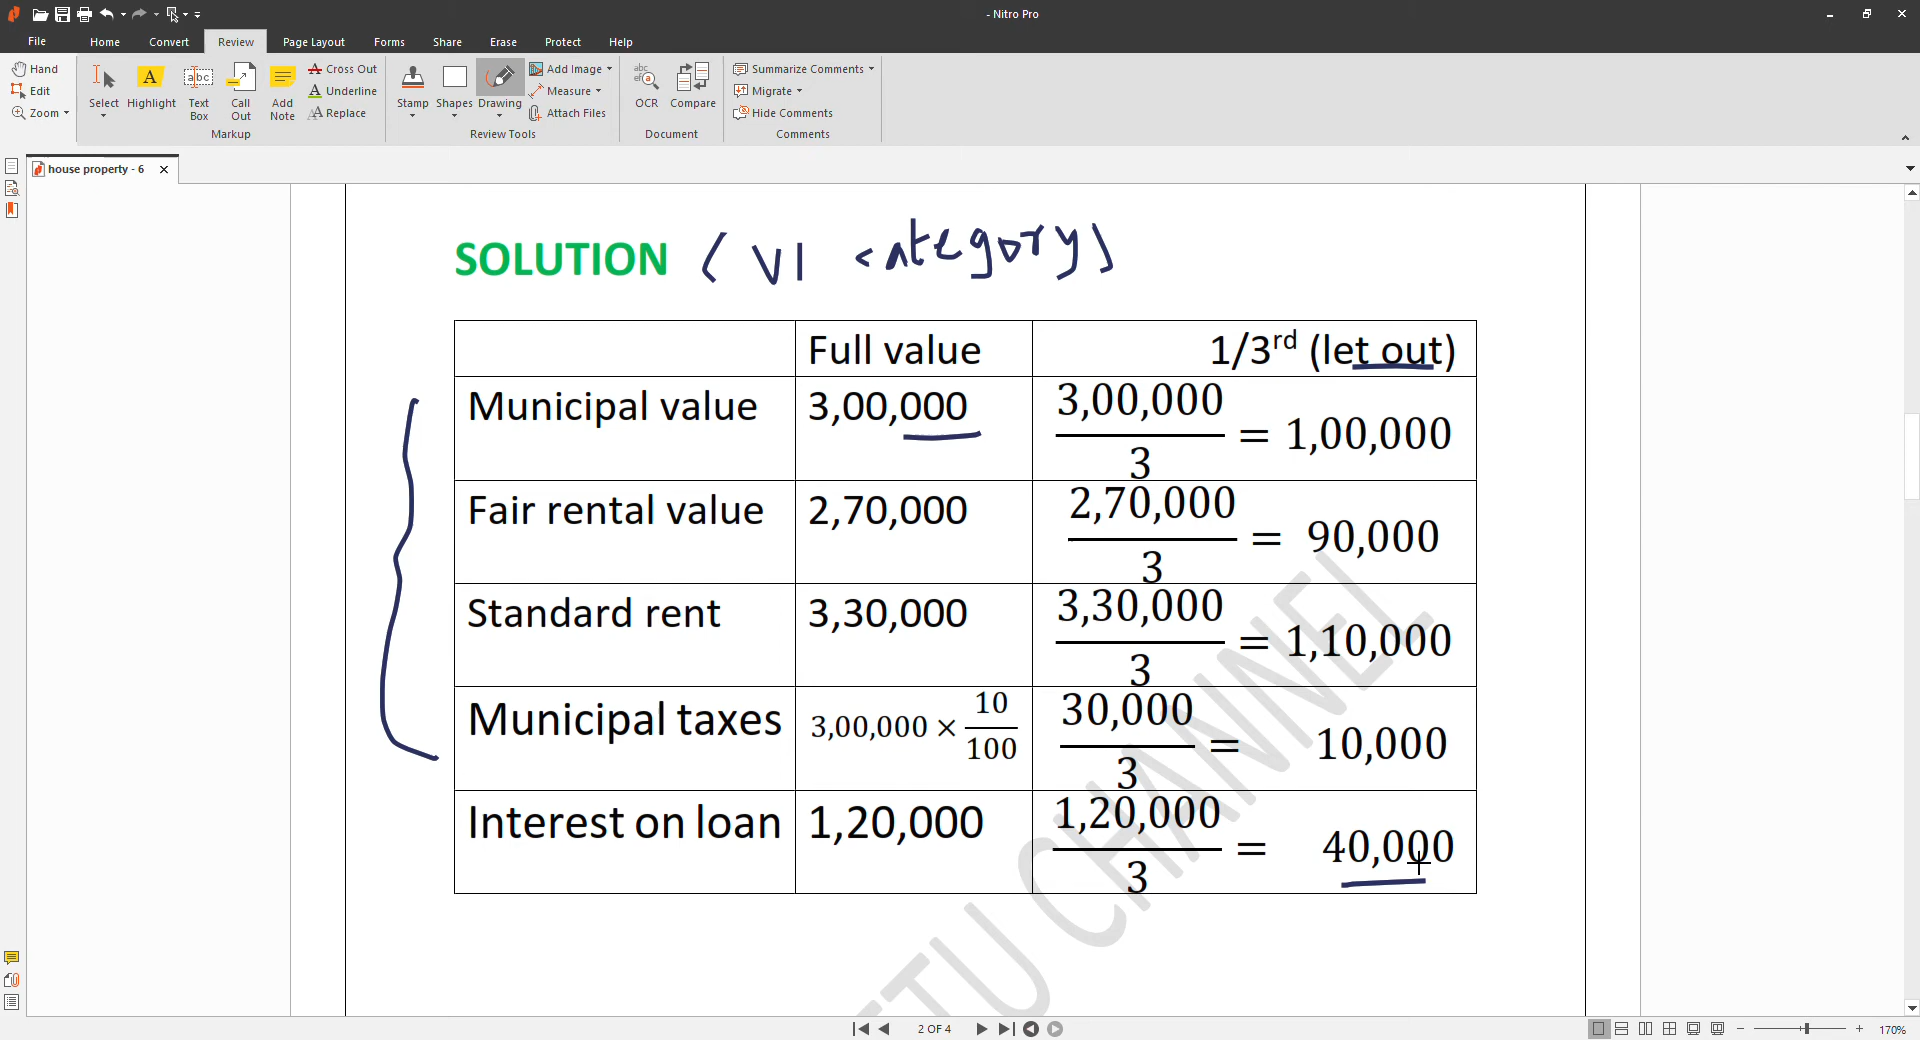 - Nitro Pro
File Home Convert Review Page Layout Forms Share Erase Protect Help
Hand
Edit
Zoom
Select
Highlight
Text Box
Call Out
Add Note
Cross Out
Underline
Replace
Markup
Stamp
Shapes
Drawing
Add Image
Measure
Attach Files
Review Tools
OCR
Compare
Document
Summarize Comments
Migrate
Hide Comments
Comments
house property - 6
SOLUTION ( VI category)
Full value 1/3rd (let out)
Municipal value 3,00,000 3,00,000/3 = 1,00,000
Fair rental value 2,70,000 2,70,000/3 = 90,000
Standard rent 3,30,000 3,30,000/3 = 1,10,000
Municipal taxes 3,00,000 × 10/100 30,000/3 = 10,000
Interest on loan 1,20,000 1,20,000/3 = 40,000
CHANNEL
2 OF 4
170%